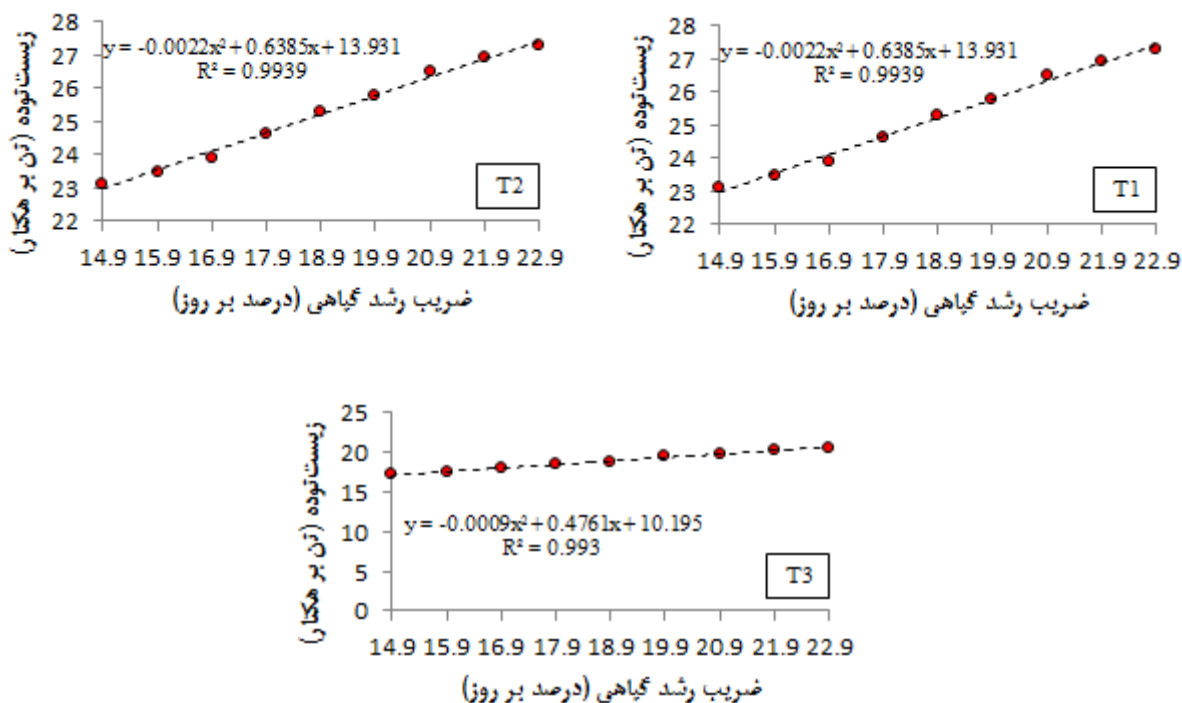 زیست‌توده (تن بر هکتار)
28
27
26
25
24
23
22
y = -0.0022x² + 0.6385x + 13.931
R² = 0.9939
T2
14.9 15.9 16.9 17.9 18.9 19.9 20.9 21.9 22.9
ضریب رشد گیاهی (درصد بر روز)
زیست‌توده (تن بر هکتار)
28
27
26
25
24
23
22
y = -0.0022x² + 0.6385x + 13.931
R² = 0.9939
T1
14.9 15.9 16.9 17.9 18.9 19.9 20.9 21.9 22.9
ضریب رشد گیاهی (درصد بر روز)
زیست‌توده (تن بر هکتار)
25
20
15
10
5
0
y = -0.0009x² + 0.4761x + 10.195
R² = 0.993
T3
14.9 15.9 16.9 17.9 18.9 19.9 20.9 21.9 22.9
ضریب رشد گیاهی (درصد بر روز)